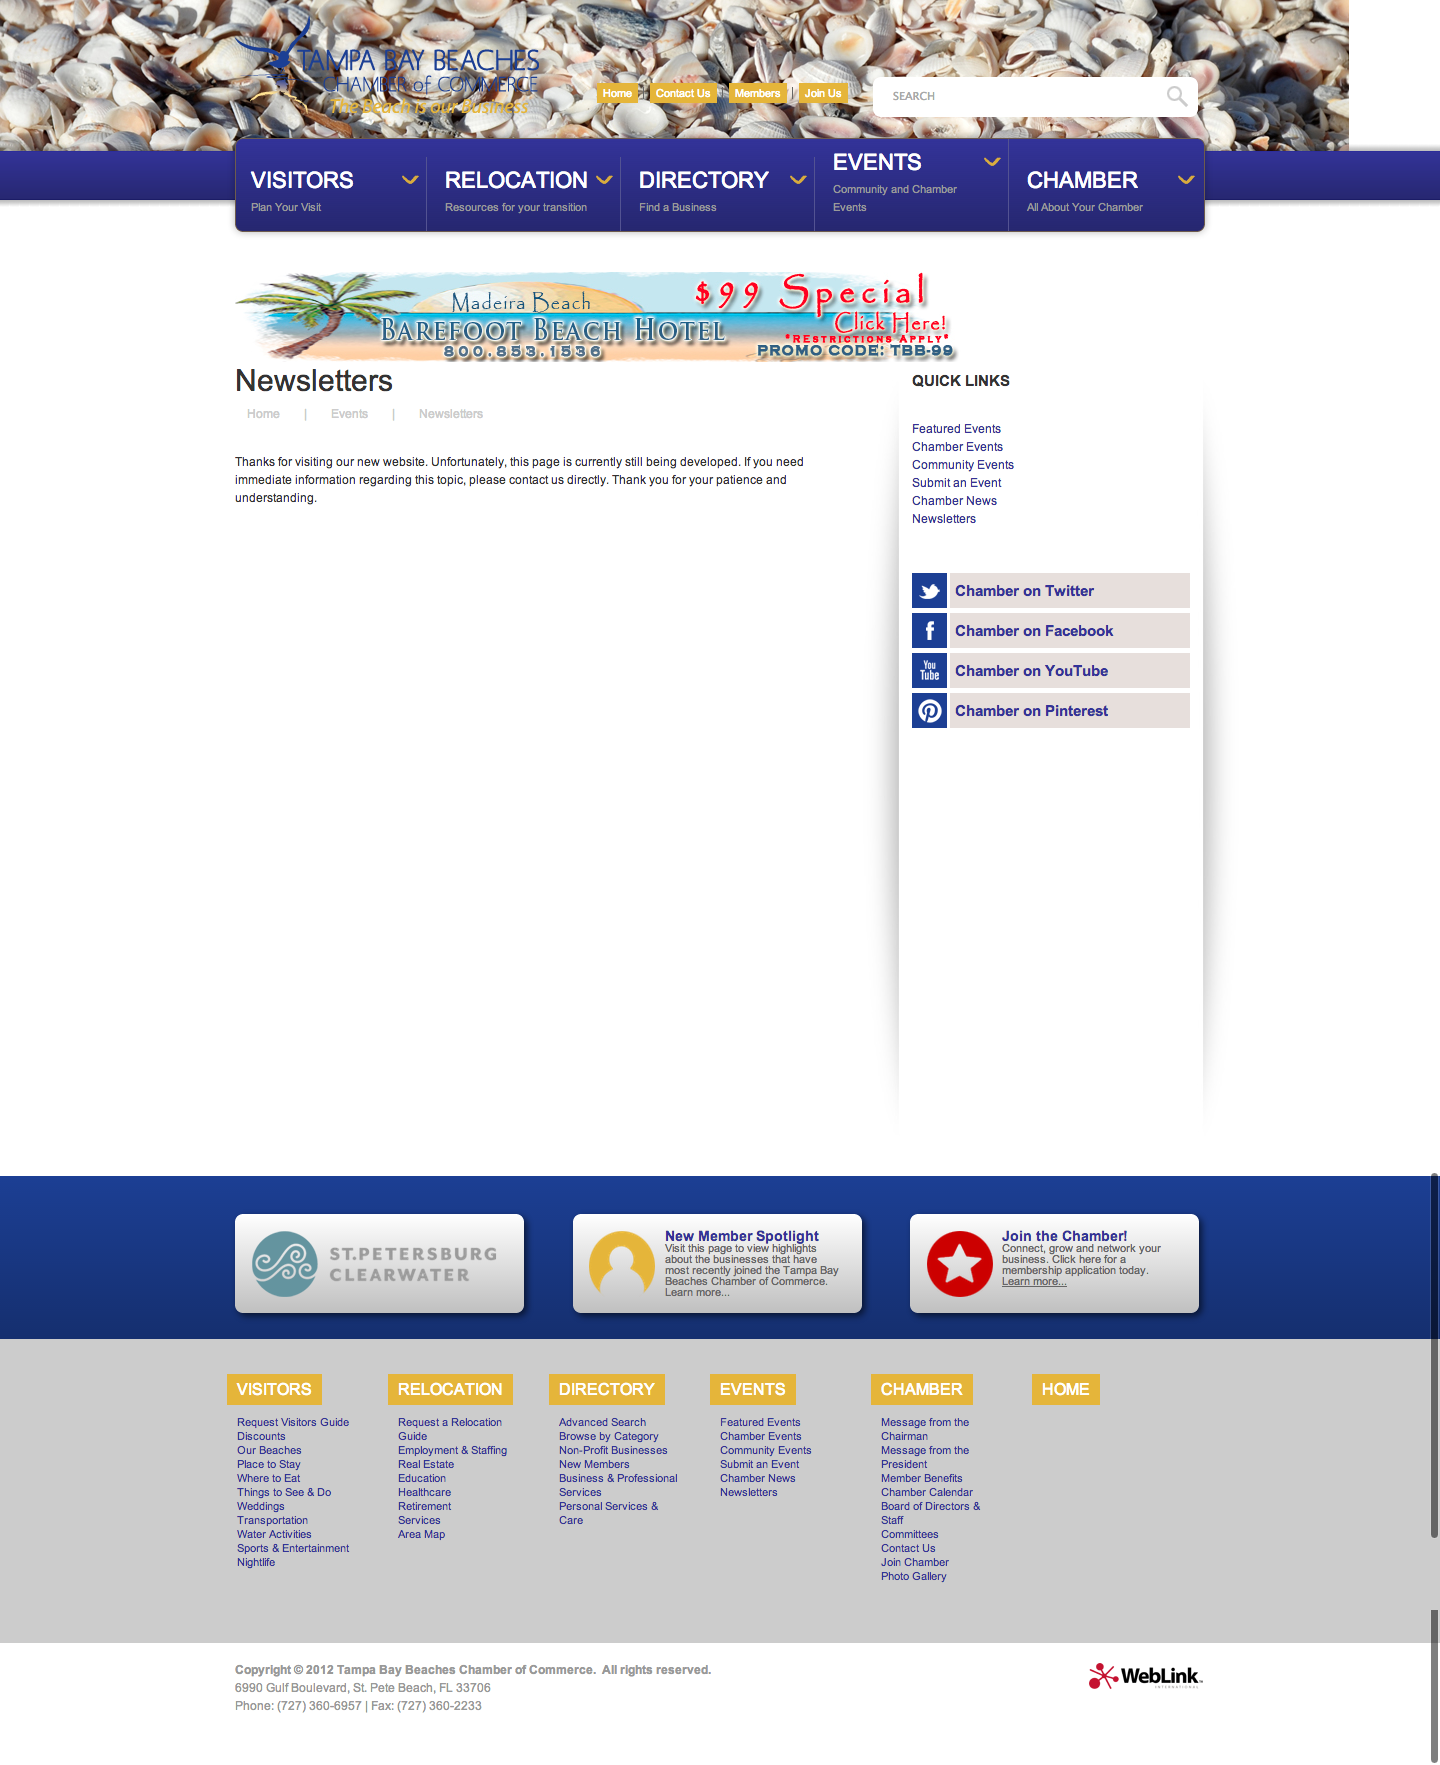 TAMPA BAY BEACHES
CHAMBER of COMMERCE
The Beach is our Business
Home | Contact Us Members | Join Us
SEARCH
VISITORS
Plan Your Visit
RELOCATION
Resources for your transition
DIRECTORY
Find a Business
EVENTS
Community and Chamber
Events
CHAMBER
All About Your Chamber
Madeira Beach
BAREFOOT BEACH HOTEL
800.853.1536
$99 Special
Click Here!
*RESTRICTIONS APPLY*
PROMO CODE: TBB-99
Newsletters
Home | Events | Newsletters
Thanks for visiting our new website. Unfortunately, this page is currently still being developed. If you need
immediate information regarding this topic, please contact us directly. Thank you for your patience and
understanding.
QUICK LINKS
Featured Events
Chamber Events
Community Events
Submit an Event
Chamber News
Newsletters
Chamber on Twitter
Chamber on Facebook
You
Tube
Chamber on YouTube
Chamber on Pinterest
ST.PETERSBURG
CLEARWATER
New Member Spotlight
Visit this page to view highlights
about the businesses that have
most recently joined the Tampa Bay
Beaches Chamber of Commerce.
Learn more...
Join the Chamber!
Connect, grow and network your
business. Click here for a
membership application today.
Learn more...
VISITORS
Request Visitors Guide
Discounts
Our Beaches
Place to Stay
Where to Eat
Things to See & Do
Weddings
Transportation
Water Activities
Sports & Entertainment
Nightlife
RELOCATION
Request a Relocation
Guide
Employment & Staffing
Real Estate
Education
Healthcare
Retirement
Services
Area Map
DIRECTORY
Advanced Search
Browse by Category
Non-Profit Businesses
New Members
Business & Professional
Services
Personal Services &
Care
EVENTS
Featured Events
Chamber Events
Community Events
Submit an Event
Chamber News
Newsletters
CHAMBER
Message from the
Chairman
Message from the
President
Member Benefits
Chamber Calendar
Board of Directors &
Staff
Committees
Contact Us
Join Chamber
Photo Gallery
HOME
Copyright © 2012 Tampa Bay Beaches Chamber of Commerce. All rights reserved.
6990 Gulf Boulevard, St. Pete Beach, FL 33706
Phone: (727) 360-6957 | Fax: (727) 360-2233
WebLink
INTERNATIONAL